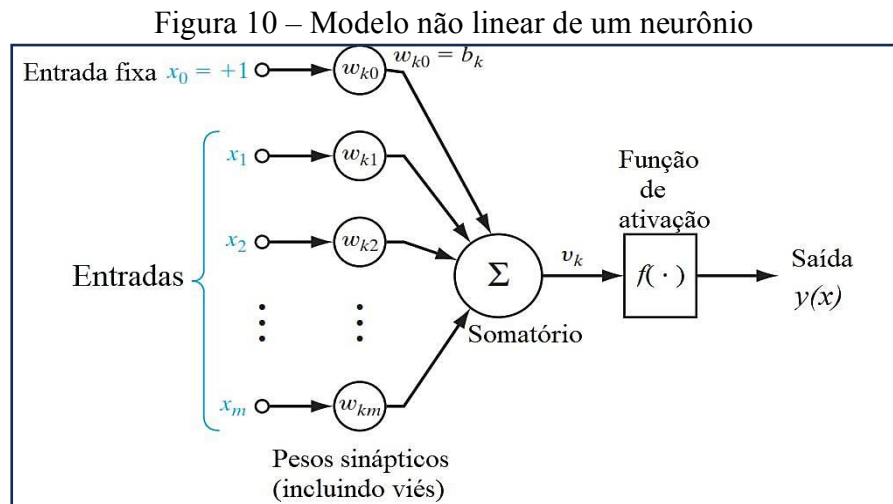 Figura 10 – Modelo não linear de um neurônio
Entrada fixa x0 = +1
wk0
wk0 = bk
x1
wk1
x2
wk2
Entradas
⋮
⋮
xm
wkm
Pesos sinápticos
(incluindo viés)
Σ
Somatório
vk
Função
de
ativação
f( · )
Saída
y(x)